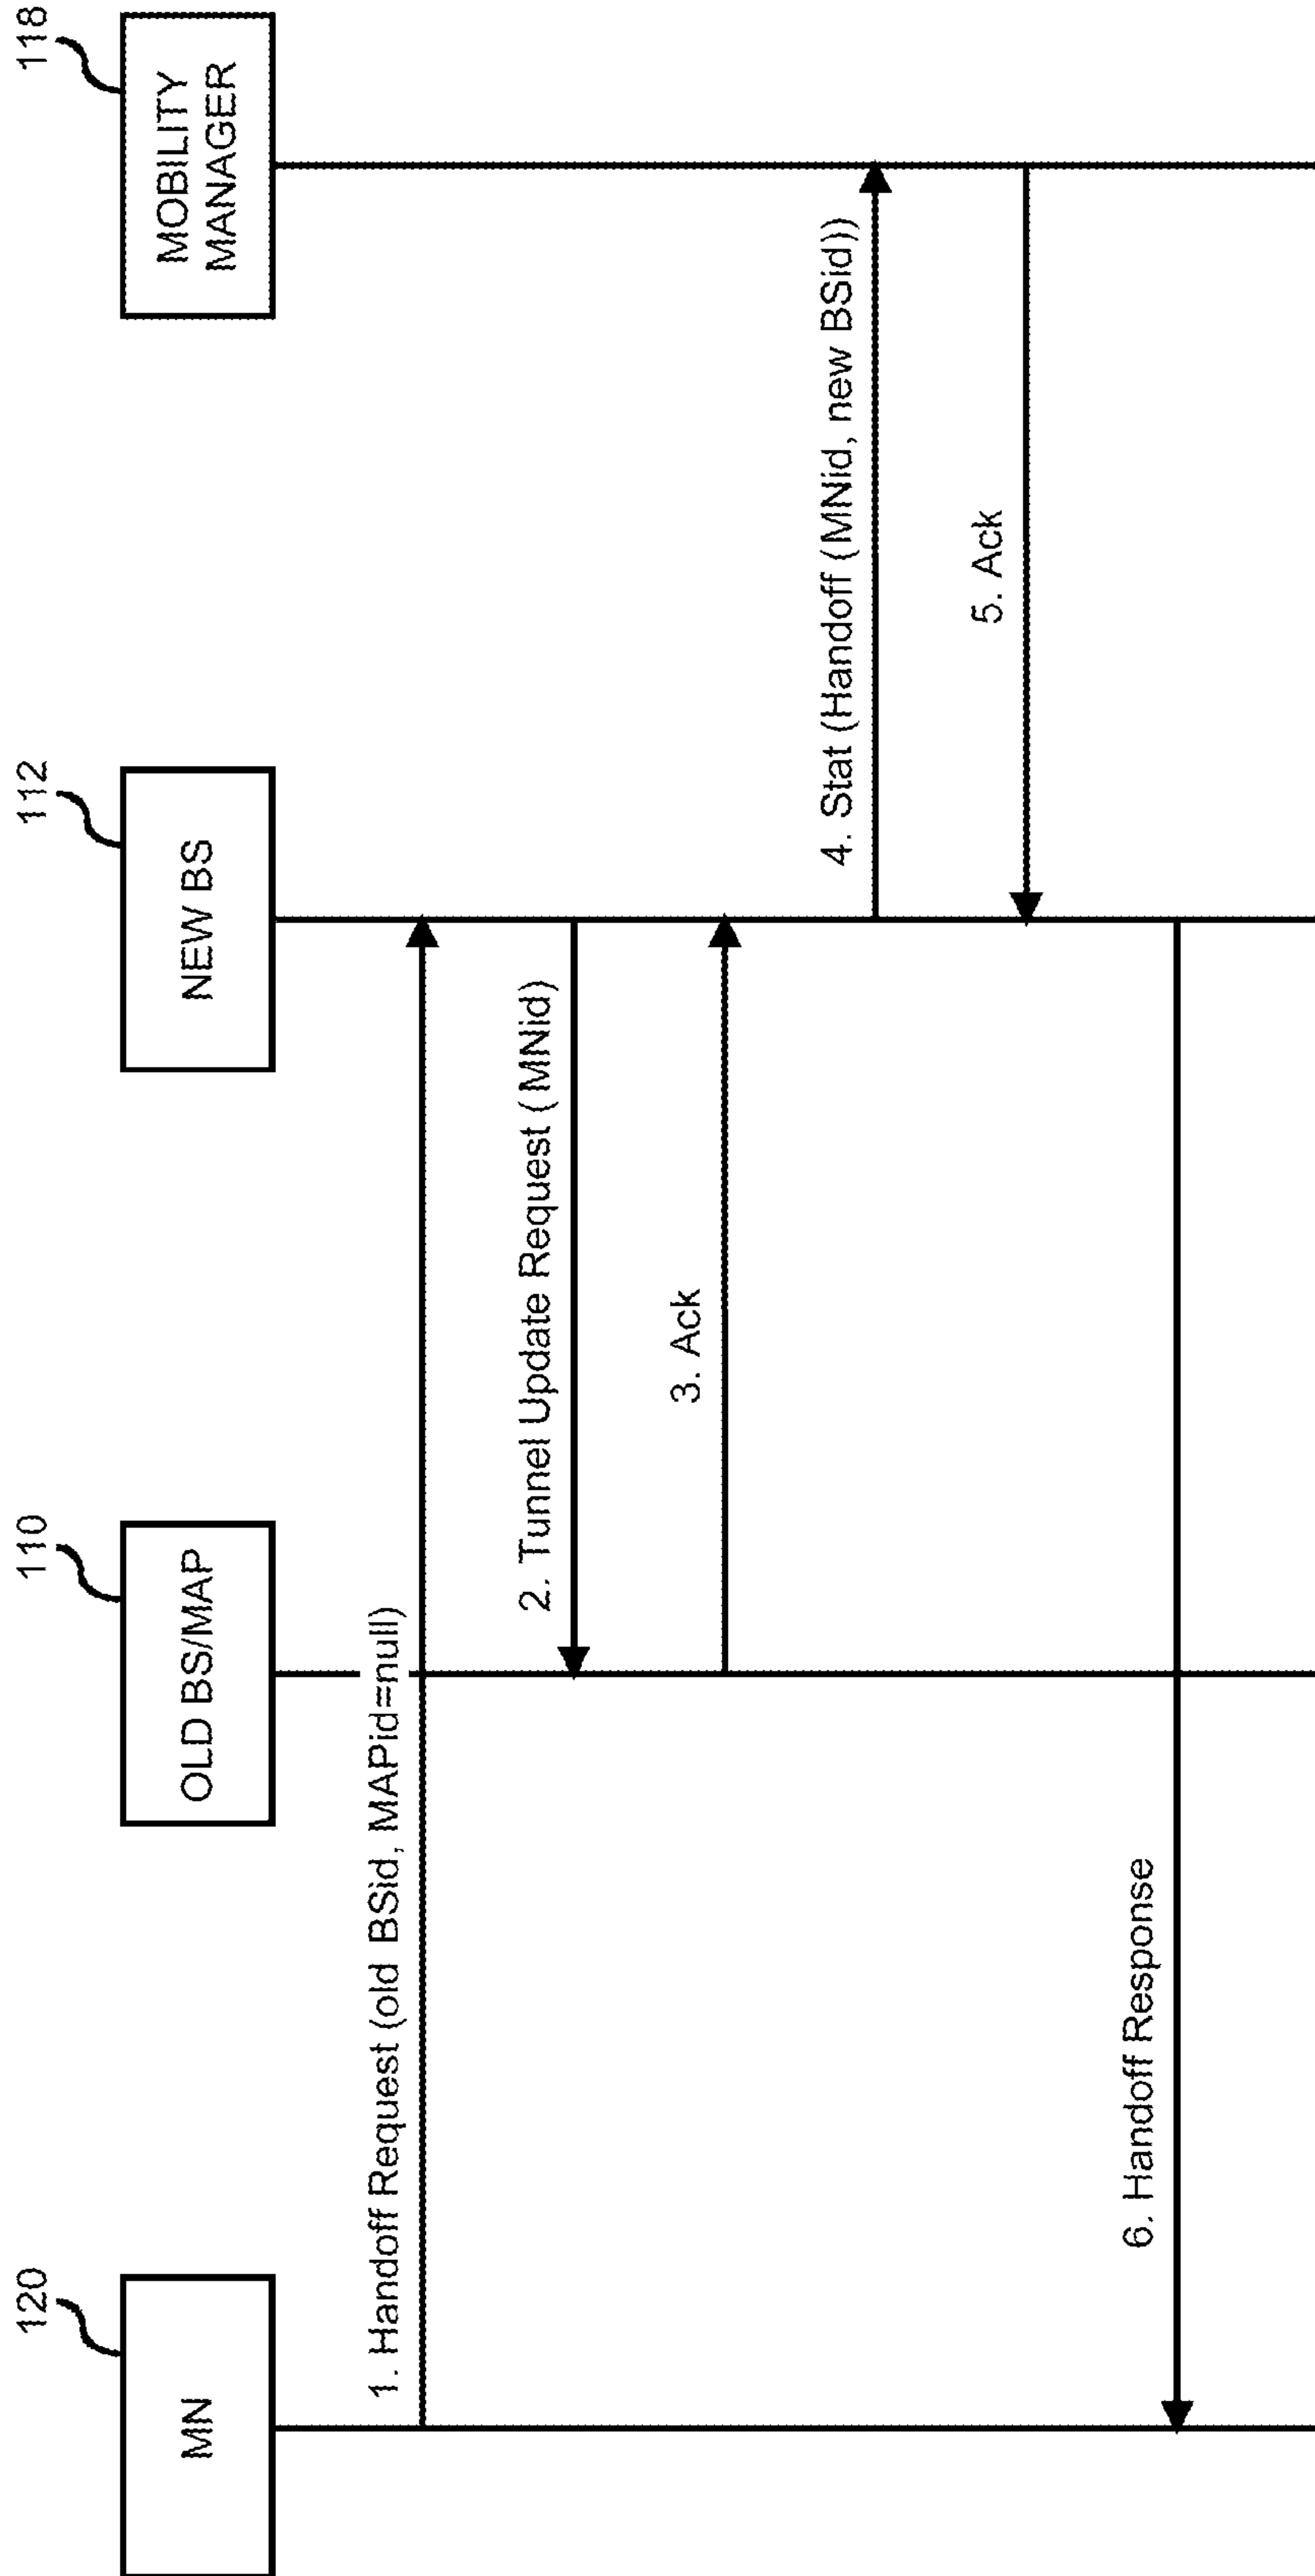 120
110
112
118
MN
OLD BS/MAP
NEW BS
MOBILITY
MANAGER
1. Handoff Request (old BSid, MAPid=null)
2. Tunnel Update Request ( MNid)
3. Ack
4. Stat (Handoff (MNid, new BSid))
5. Ack
6. Handoff Response